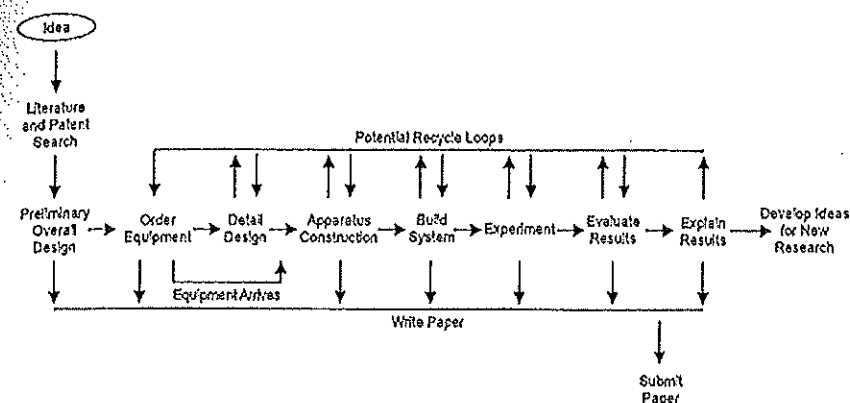 Idea
Literature
and Patent
Search
Potential Recycle Loops
Preliminary
Overall
Design
Order
Equipment
Detail
Design
Apparatus
Construction
Build
System
Experiment
Evaluate
Results
Explain
Results
Develop Ideas
for New
Research
Equipment Arrives
Write Paper
Submit
Paper